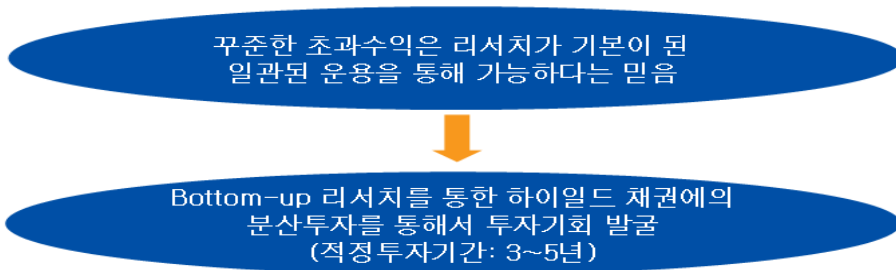 꾸준한 초과수익은 리서치가 기본이 된
일관된 운용을 통해 가능하다는 믿음
Bottom-up 리서치를 통한 하이일드 채권에의
분산투자를 통해서 투자기회 발굴
(적정투자기간: 3~5년)